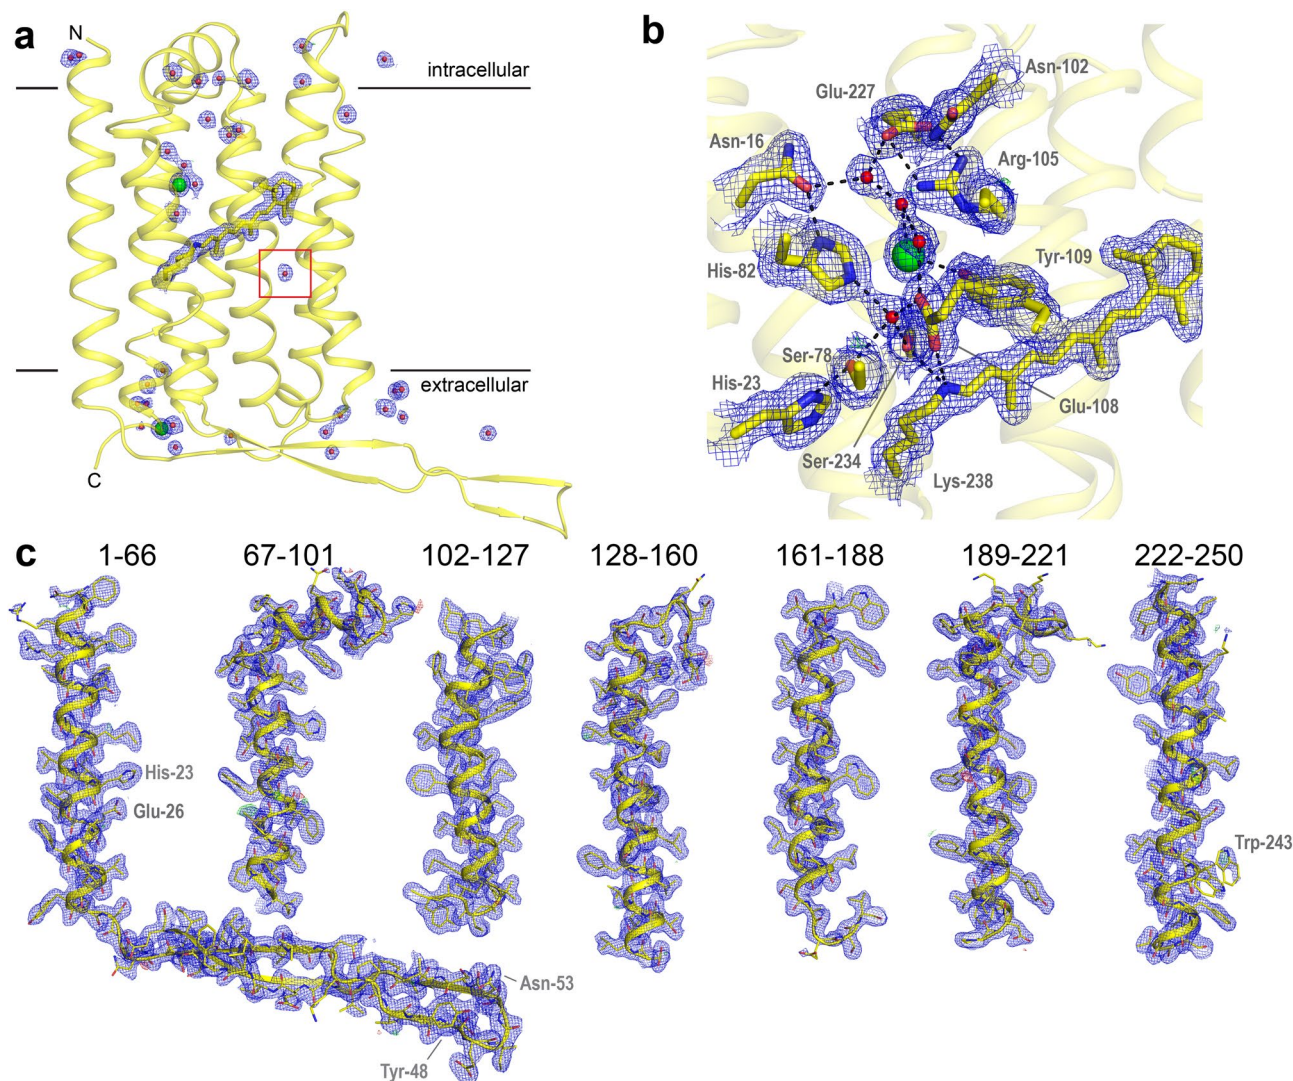 a
N
intracellular
extracellular
C
b
Asn-102
Glu-227
Asn-16
Arg-105
His-82
Tyr-109
Ser-78
His-23
Glu-108
Ser-234
Lys-238
c
1-66 67-101 102-127 128-160 161-188 189-221 222-250
His-23
Glu-26
Trp-243
Asn-53
Tyr-48